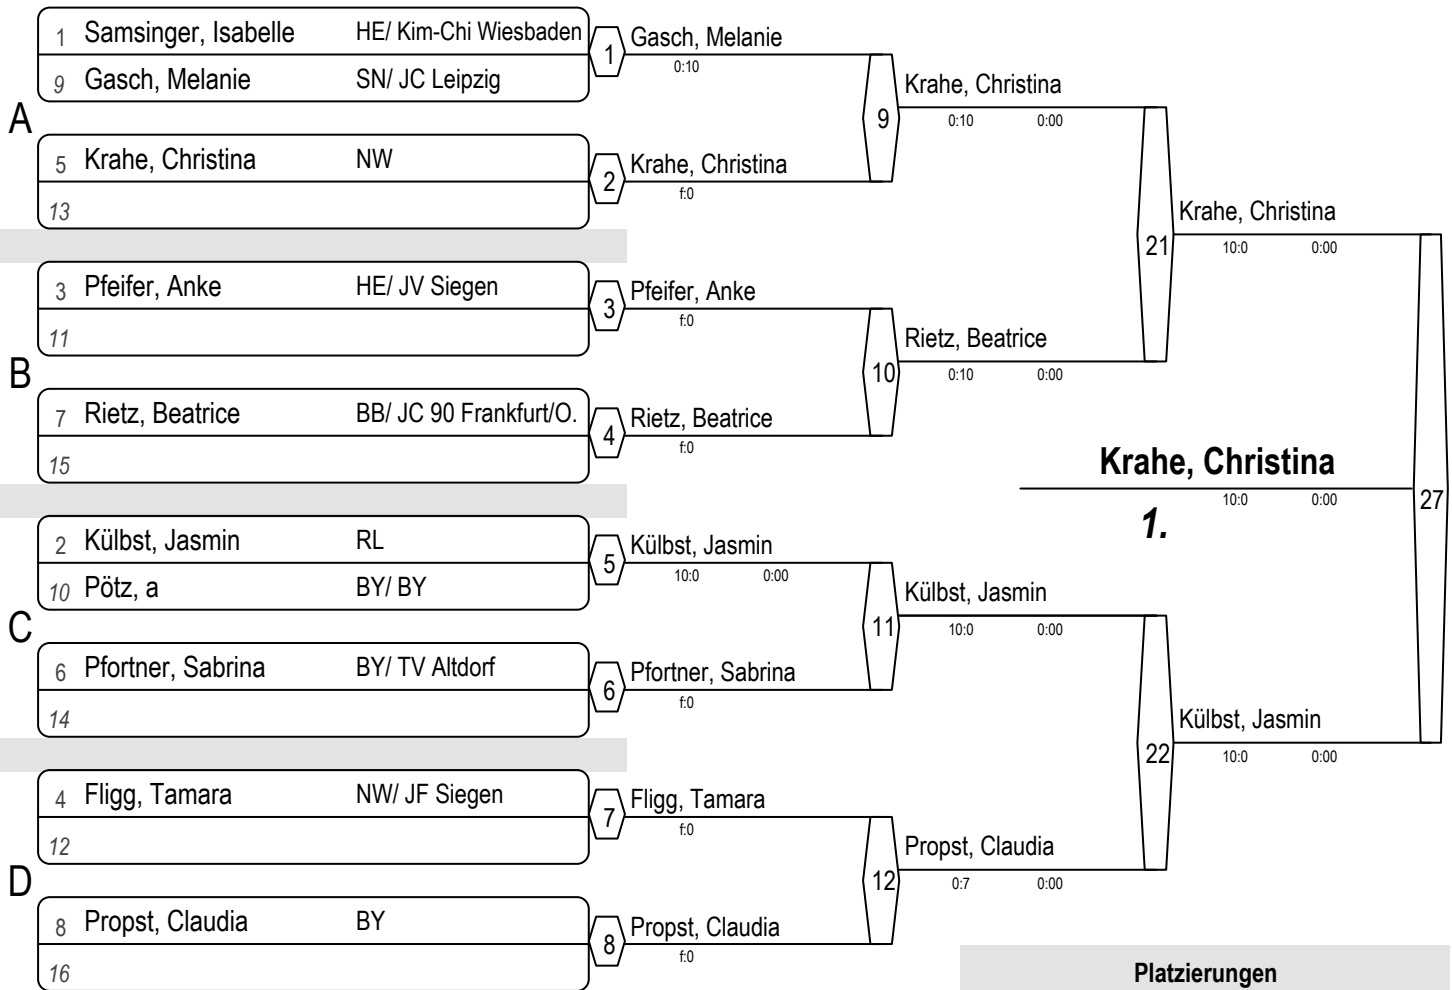 1 Samsinger, Isabelle HE/ Kim-Chi Wiesbaden
9 Gasch, Melanie SN/ JC Leipzig
1 Gasch, Melanie
0:10
A
5 Krahe, Christina NW
13
2 Krahe, Christina
f:0
9 Krahe, Christina
0:10 0:00
3 Pfeifer, Anke HE/ JV Siegen
11
3 Pfeifer, Anke
f:0
B
7 Rietz, Beatrice BB/ JC 90 Frankfurt/O.
15
4 Rietz, Beatrice
f:0
10 Rietz, Beatrice
0:10 0:00
21 Krahe, Christina
10:0 0:00
2 Külbst, Jasmin RL
10 Pötz, a BY/ BY
5 Külbst, Jasmin
10:0 0:00
C
6 Pfortner, Sabrina BY/ TV Altdorf
14
6 Pfortner, Sabrina
f:0
11 Külbst, Jasmin
10:0 0:00
4 Fligg, Tamara NW/ JF Siegen
12
7 Fligg, Tamara
f:0
D
8 Propst, Claudia BY
16
8 Propst, Claudia
f:0
12 Propst, Claudia
0:7 0:00
22 Külbst, Jasmin
10:0 0:00
Krahe, Christina
27
10:0 0:00
1.
Platzierungen